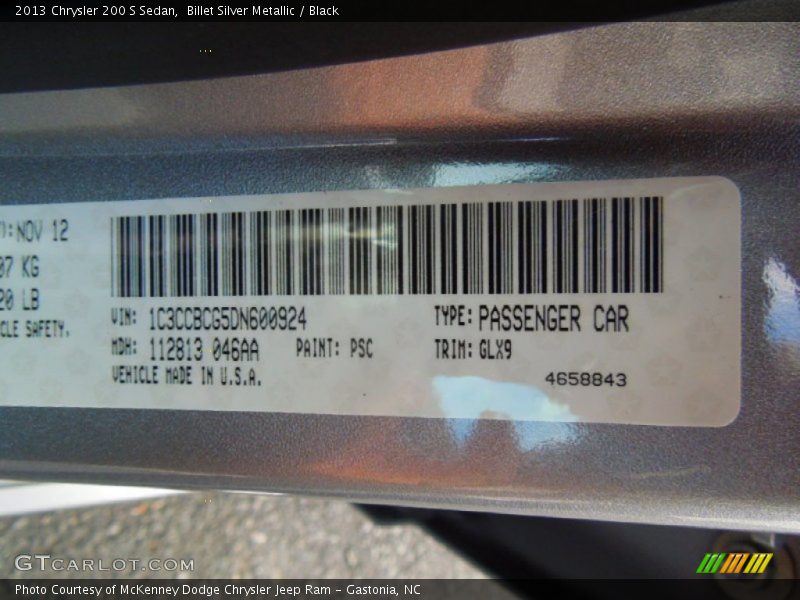 2013 Chrysler 200 S Sedan, Billet Silver Metallic / Black
NOV 12
07 KG
20 LB
CLE SAFETY.
VIN: 1C3CCBCG5DN600924 TYPE: PASSENGER CAR
MDH: 112813 046AA PAINT: PSC TRIM: GLX9
VEHICLE MADE IN U.S.A.
4658843
GTCARLOT.COM
Photo Courtesy of McKenney Dodge Chrysler Jeep Ram - Gastonia, NC